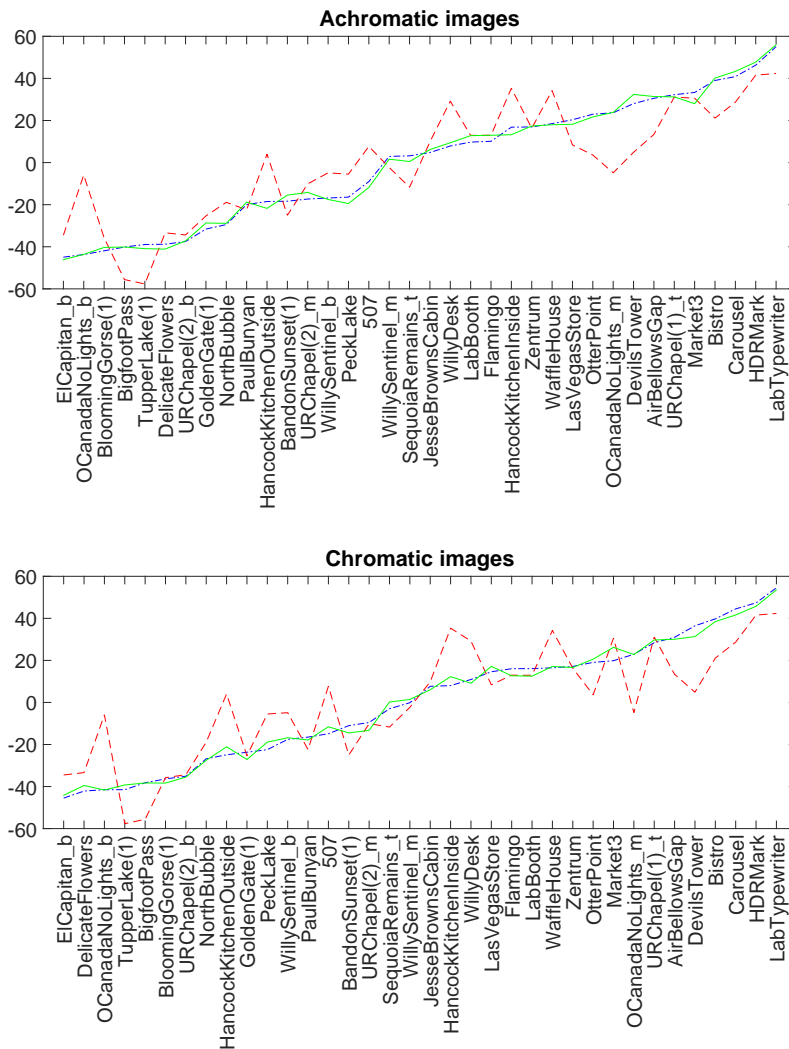 Achromatic images
60
40
20
0
-20
-40
-60
ElCapitan_b
OCanadaNoLights_b
BloomingGorse(1)
BigfootPass
TupperLake(1)
DelicateFlowers
URChapel(2)_b
GoldenGate(1)
NorthBubble
PaulBunyan
HancockKitchenOutside
BandonSunset(1)
URChapel(2)_m
WillySentinel_b
PeckLake
507
WillySentinel_m
SequoiaRemains_t
JesseBrownsCabin
WillyDesk
LabBooth
Flamingo
HancockKitchenInside
Zentrum
WaffleHouse
LasVegasStore
OtterPoint
OCanadaNoLights_m
DevilsTower
AirBellowsGap
URChapel(1)_t
Market3
Bistro
Carousel
HDRMark
LabTypewriter
Chromatic images
60
40
20
0
-20
-40
-60
ElCapitan_b
DelicateFlowers
OCanadaNoLights_b
TupperLake(1)
BigfootPass
BloomingGorse(1)
URChapel(2)_b
NorthBubble
HancockKitchenOutside
GoldenGate(1)
PeckLake
WillySentinel_b
PaulBunyan
507
BandonSunset(1)
URChapel(2)_m
SequoiaRemains_t
WillySentinel_m
JesseBrownsCabin
HancockKitchenInside
WillyDesk
LasVegasStore
Flamingo
LabBooth
WaffleHouse
Zentrum
OtterPoint
Market3
OCanadaNoLights_m
URChapel(1)_t
AirBellowsGap
DevilsTower
Bistro
Carousel
HDRMark
LabTypewriter